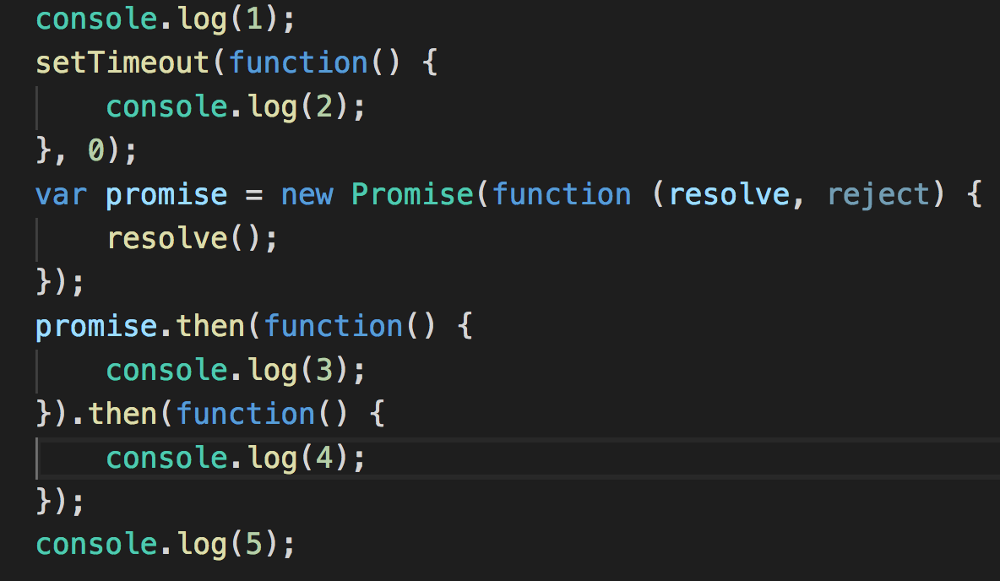 console.log(1);
setTimeout(function() {
    console.log(2);
}, 0);
var promise = new Promise(function (resolve, reject) {
    resolve();
});
promise.then(function() {
    console.log(3);
}).then(function() {
    console.log(4);
});
console.log(5);